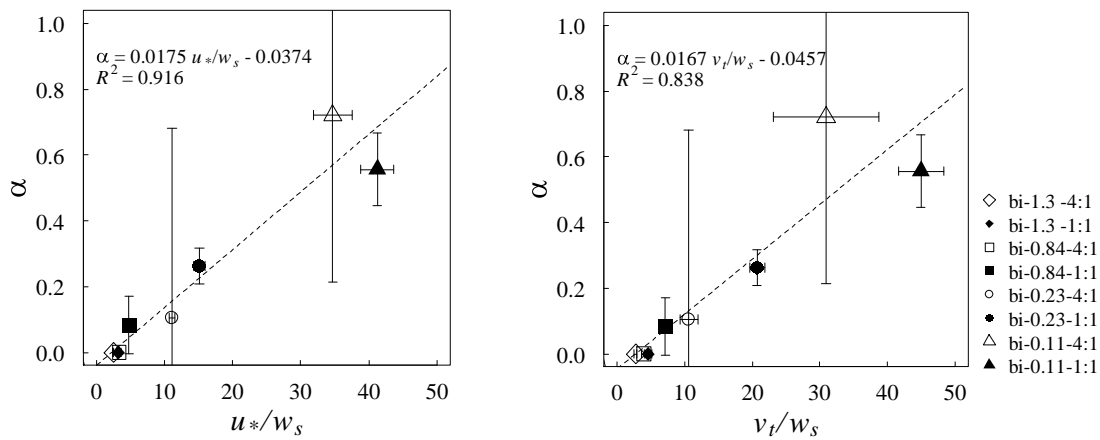 α = 0.0175 u*/ws - 0.0374
R2 = 0.916
1.0
0.8
0.6
0.4
0.2
0.0
α
0 10 20 30 40 50
u*/ws
α = 0.0167 vt/ws - 0.0457
R2 = 0.838
1.0
0.8
0.6
0.4
0.2
0.0
α
0 10 20 30 40 50
vt/ws
bi-1.3 -4:1
bi-1.3 -1:1
bi-0.84-4:1
bi-0.84-1:1
bi-0.23-4:1
bi-0.23-1:1
bi-0.11-4:1
bi-0.11-1:1